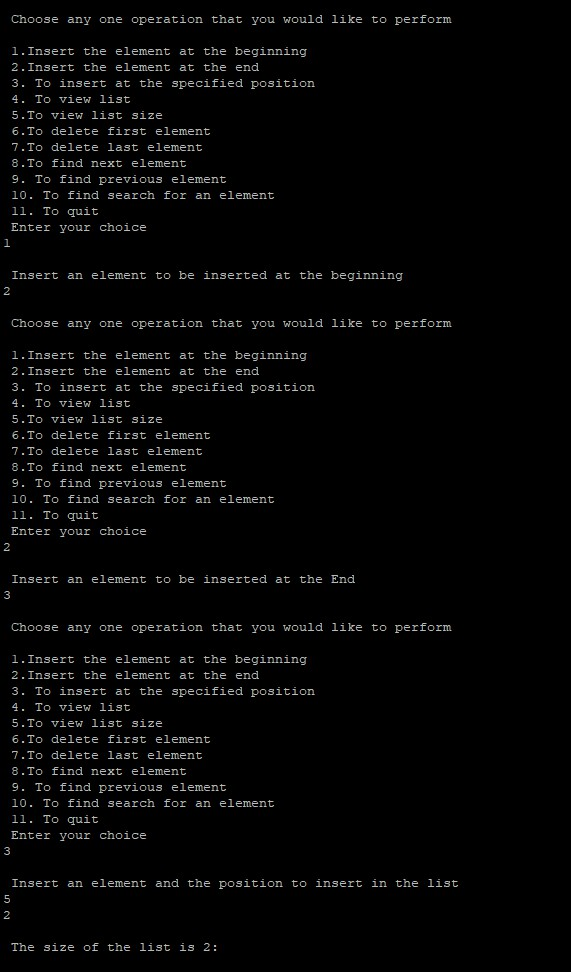 Choose any one operation that you would like to perform
1.Insert the element at the beginning
2.Insert the element at the end
3. To insert at the specified position
4. To view list
5.To view list size
6.To delete first element
7.To delete last element
8.To find next element
9. To find previous element
10. To find search for an element
11. To quit
Enter your choice
1
Insert an element to be inserted at the beginning
2
Choose any one operation that you would like to perform
1.Insert the element at the beginning
2.Insert the element at the end
3. To insert at the specified position
4. To view list
5.To view list size
6.To delete first element
7.To delete last element
8.To find next element
9. To find previous element
10. To find search for an element
11. To quit
Enter your choice
2
Insert an element to be inserted at the End
3
Choose any one operation that you would like to perform
1.Insert the element at the beginning
2.Insert the element at the end
3. To insert at the specified position
4. To view list
5.To view list size
6.To delete first element
7.To delete last element
8.To find next element
9. To find previous element
10. To find search for an element
11. To quit
Enter your choice
3
Insert an element and the position to insert in the list
5
2
The size of the list is 2: